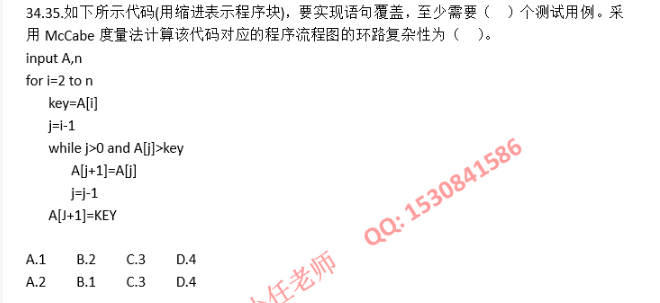 34.35.如下所示代码(用缩进表示程序块)，要实现语句覆盖，至少需要（　）个测试用例。采
用 McCabe 度量法计算该代码对应的程序流程图的环路复杂性为（　）。
input A,n
for i=2 to n
key=A[i]
j=i-1
while j>0 and A[j]>key
A[j+1]=A[j]
j=j-1
A[J+1]=KEY
A.1 B.2 C.3 D.4
A.2 B.1 C.3 D.4
QQ: 1530841586
小任老师